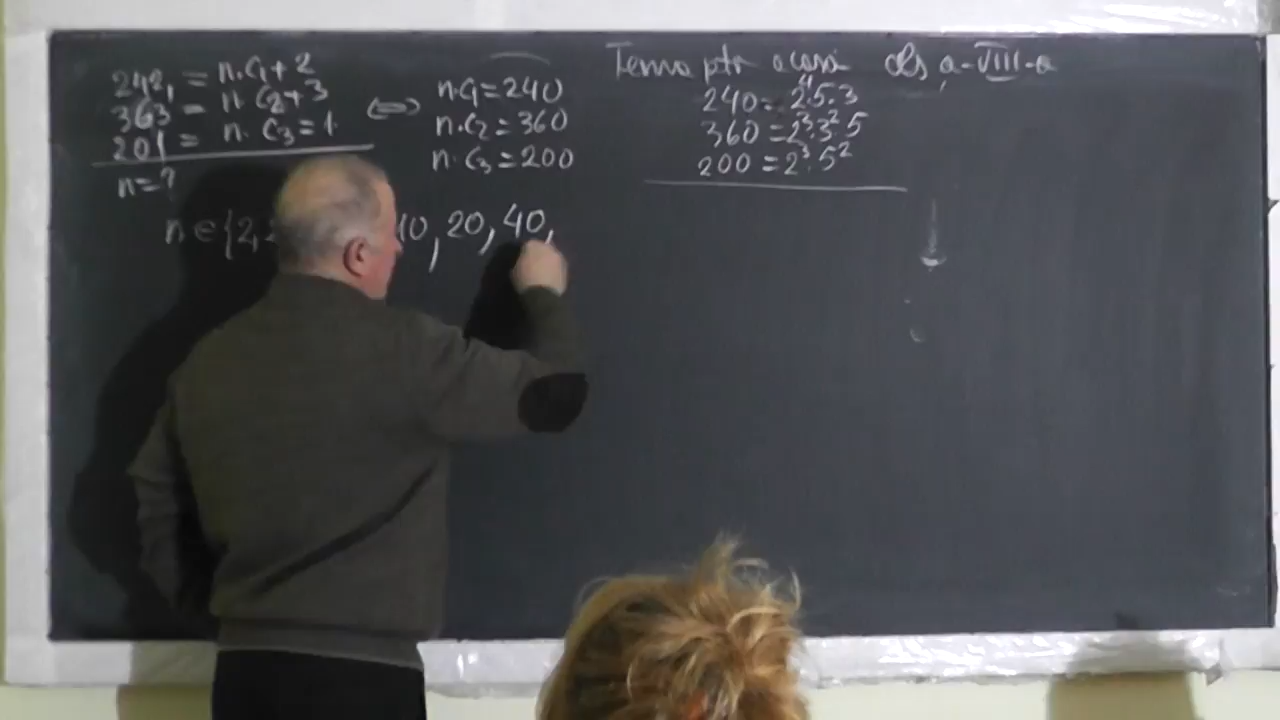 242 = n.c1+2
363 = n.c2+3
201 = n.c3=1.
n=?
⇔
n.c1=240
n.c2=360
n.c3=200
Tema ptr acasă cls a-VIII-a
240=2⁴.5.3
360=2³.3².5
200=2³.5²
n∈{2, 10, 20, 40,